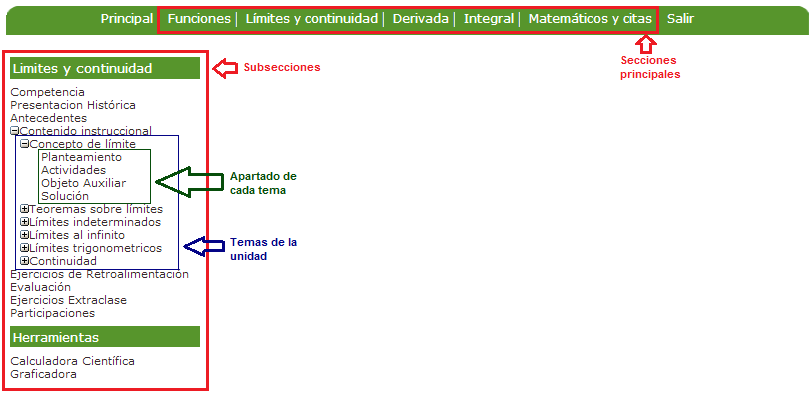 Principal Funciones| Límites y continuidad| Derivada| Integral| Matemáticos y citas Salir
Secciones
principales
Limites y continuidad
Subsecciones
Competencia
Presentacion Histórica
Antecedentes
Contenido instruccional
Concepto de límite
Planteamiento
Actividades
Objeto Auxiliar
Solución
Apartado de
cada tema
Teoremas sobre límites
Límites indeterminados
Límites al infinito
Límites trigonometricos
Continuidad
Temas de la
unidad
Ejercicios de Retroalimentación
Evaluación
Ejercicios Extraclase
Participaciones
Herramientas
Calculadora Científica
Graficadora